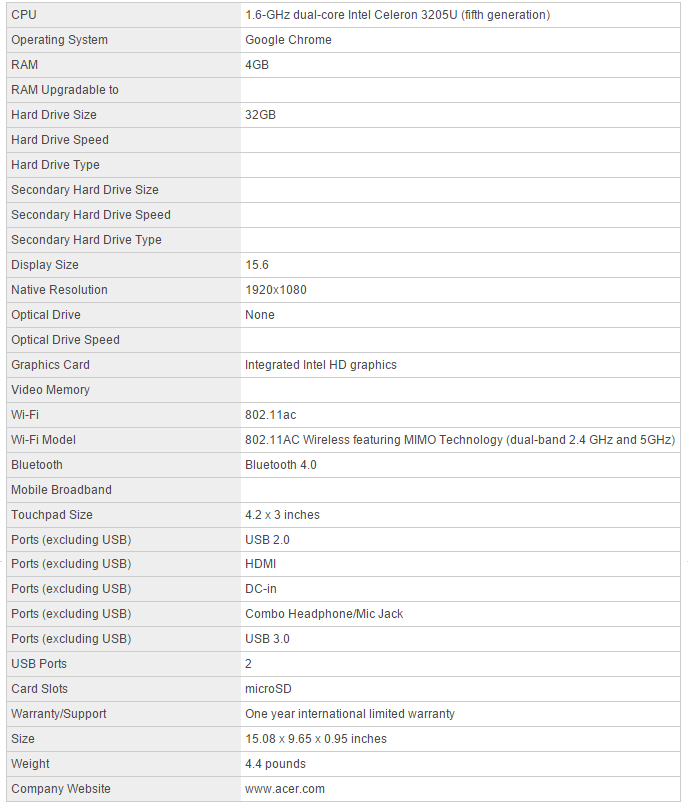 CPU 1.6-GHz dual-core Intel Celeron 3205U (fifth generation)
Operating System Google Chrome
RAM 4GB
RAM Upgradable to
Hard Drive Size 32GB
Hard Drive Speed
Hard Drive Type
Secondary Hard Drive Size
Secondary Hard Drive Speed
Secondary Hard Drive Type
Display Size 15.6
Native Resolution 1920x1080
Optical Drive None
Optical Drive Speed
Graphics Card Integrated Intel HD graphics
Video Memory
Wi-Fi 802.11ac
Wi-Fi Model 802.11AC Wireless featuring MIMO Technology (dual-band 2.4 GHz and 5GHz)
Bluetooth Bluetooth 4.0
Mobile Broadband
Touchpad Size 4.2 x 3 inches
Ports (excluding USB) USB 2.0
Ports (excluding USB) HDMI
Ports (excluding USB) DC-in
Ports (excluding USB) Combo Headphone/Mic Jack
Ports (excluding USB) USB 3.0
USB Ports 2
Card Slots microSD
Warranty/Support One year international limited warranty
Size 15.08 x 9.65 x 0.95 inches
Weight 4.4 pounds
Company Website www.acer.com